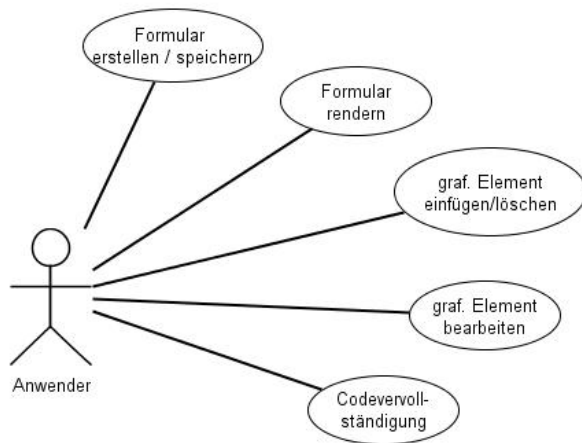 Formular
erstellen / speichern
Formular
rendern
graf. Element
einfügen/löschen
graf. Element
bearbeiten
Anwender
Codevervoll-
ständigung